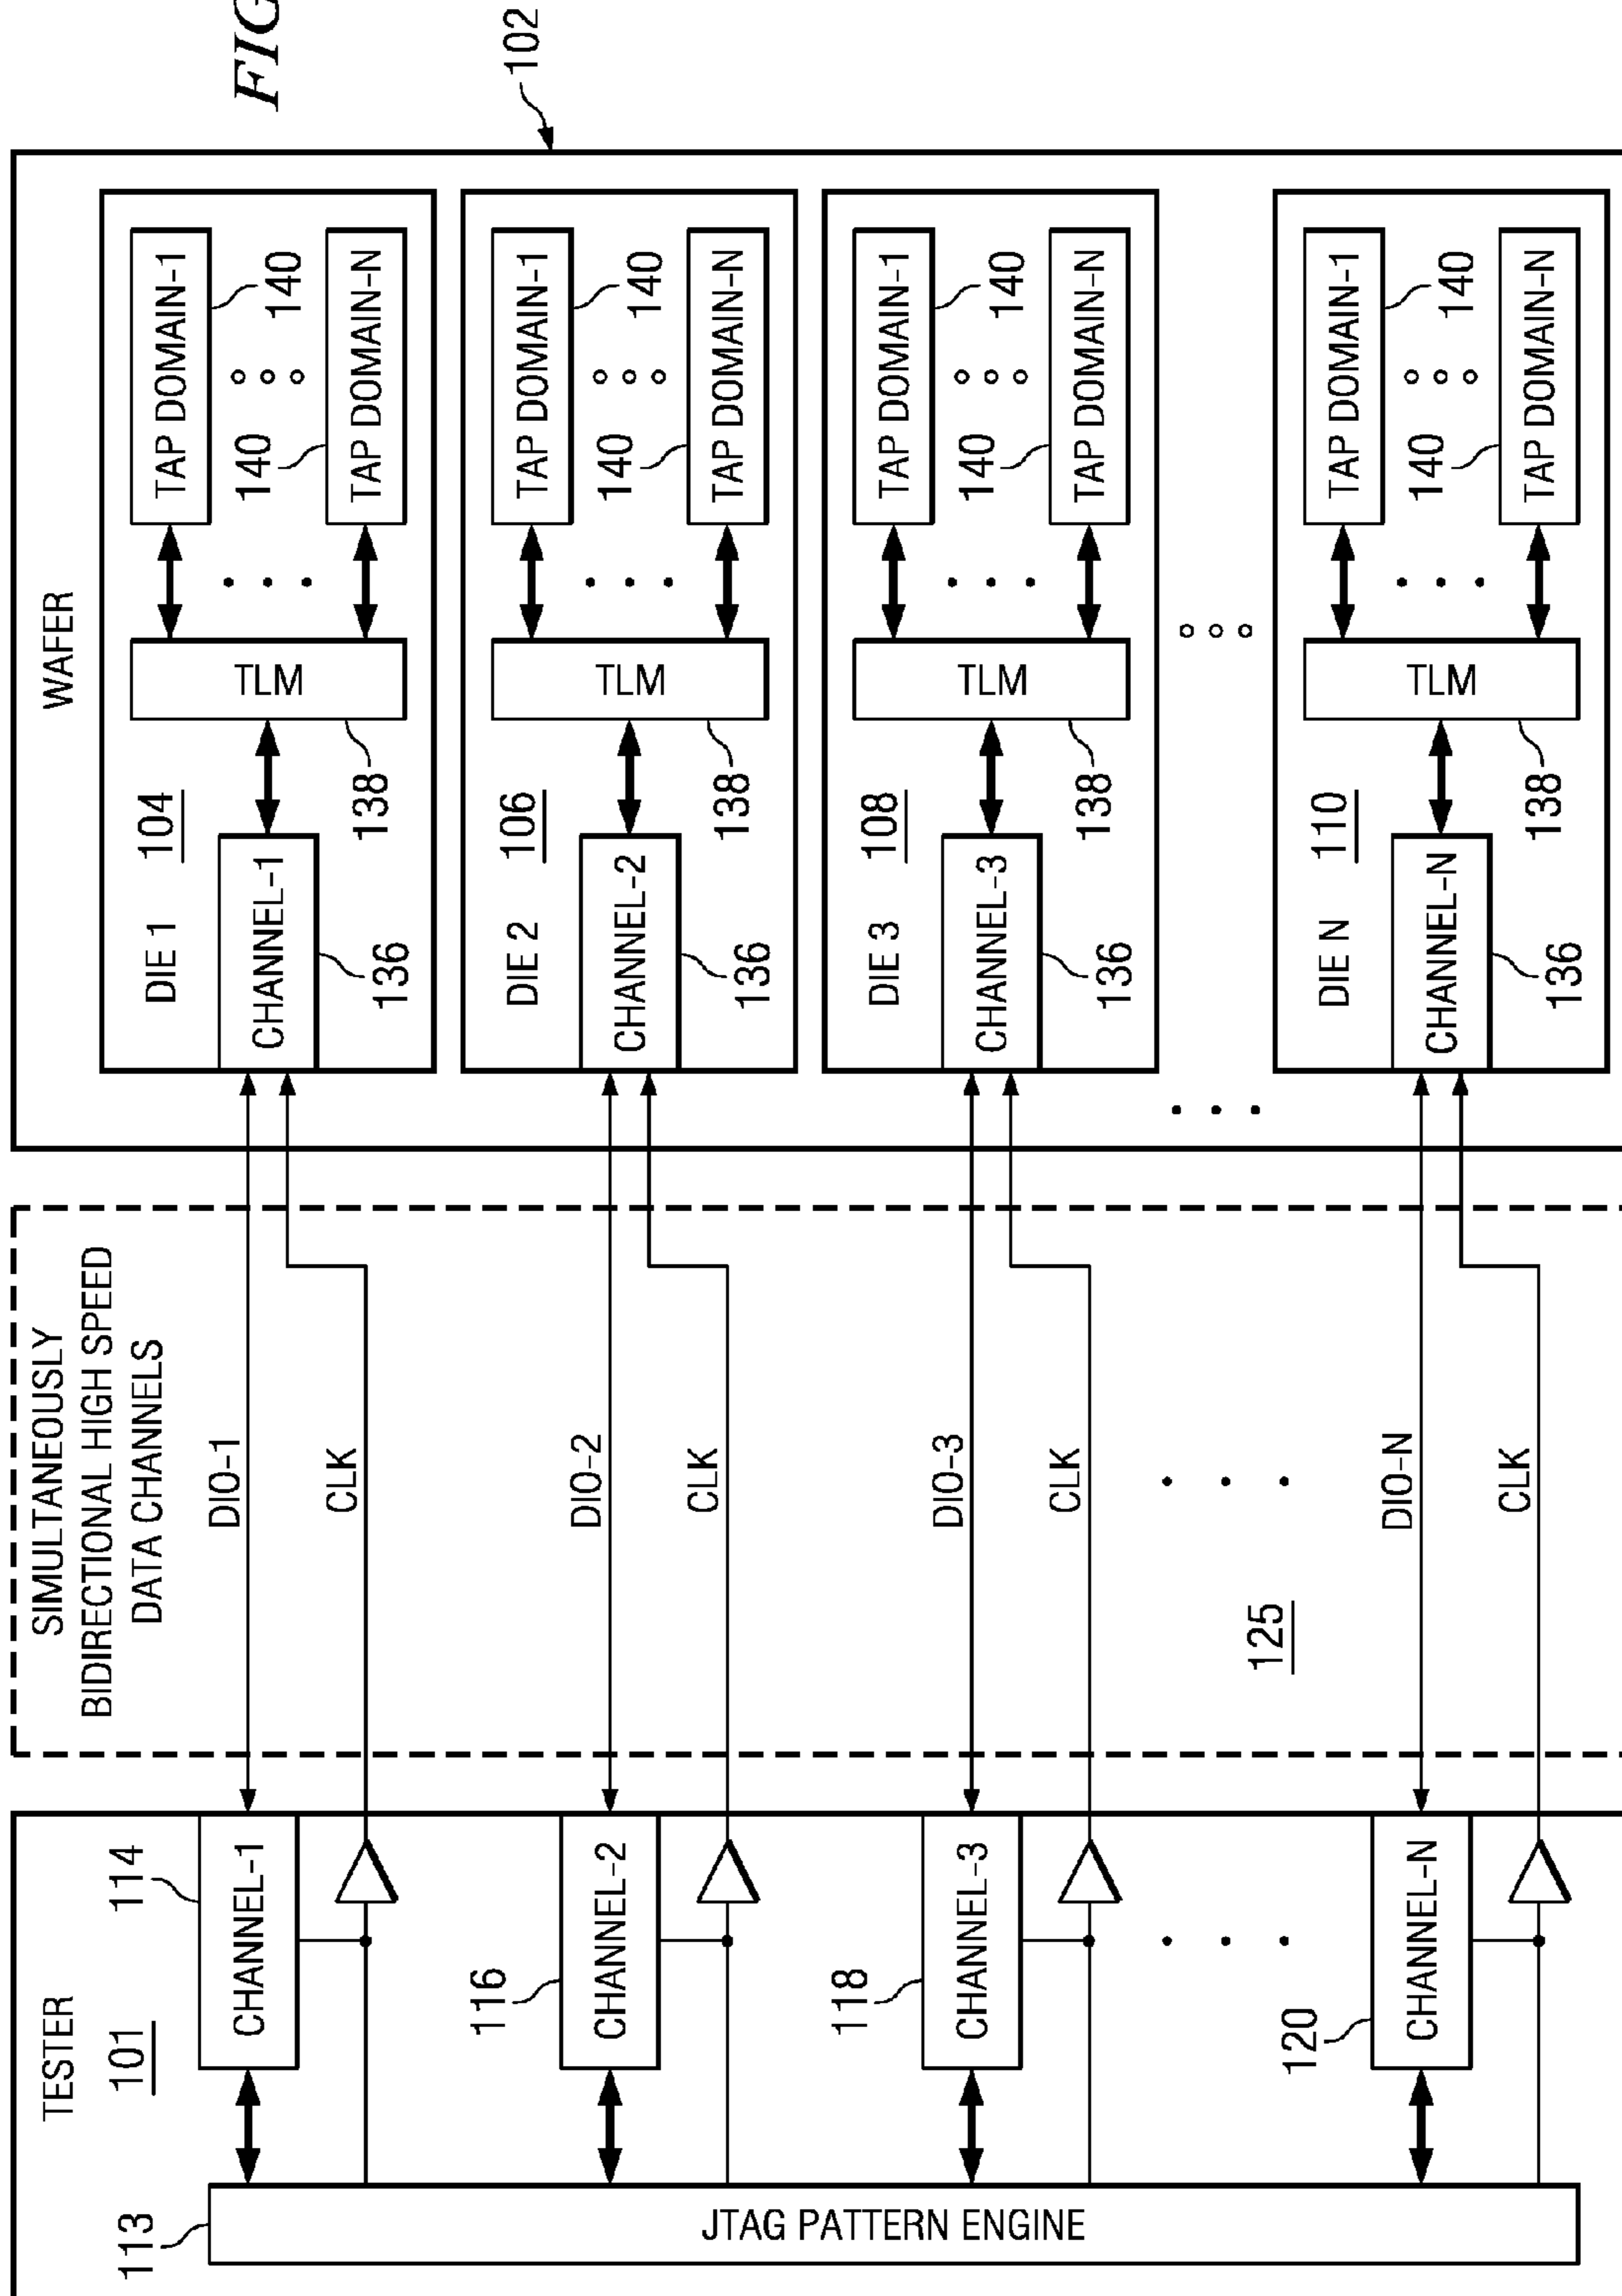 FIG
TESTER
101
113
JTAG PATTERN ENGINE
114
CHANNEL-1
116
CHANNEL-2
118
CHANNEL-3
120
CHANNEL-N
SIMULTANEOUSLY
BIDIRECTIONAL HIGH SPEED
DATA CHANNELS
DIO-1
CLK
DIO-2
CLK
DIO-3
CLK
DIO-N
CLK
125
WAFER
102
DIE 1
104
CHANNEL-1
136
TLM
138
TAP DOMAIN-1
140
140
TAP DOMAIN-N
DIE 2
106
CHANNEL-2
136
TLM
138
TAP DOMAIN-1
140
140
TAP DOMAIN-N
DIE 3
108
CHANNEL-3
136
TLM
138
TAP DOMAIN-1
140
140
TAP DOMAIN-N
DIE N
110
CHANNEL-N
136
TLM
138
TAP DOMAIN-1
140
140
TAP DOMAIN-N